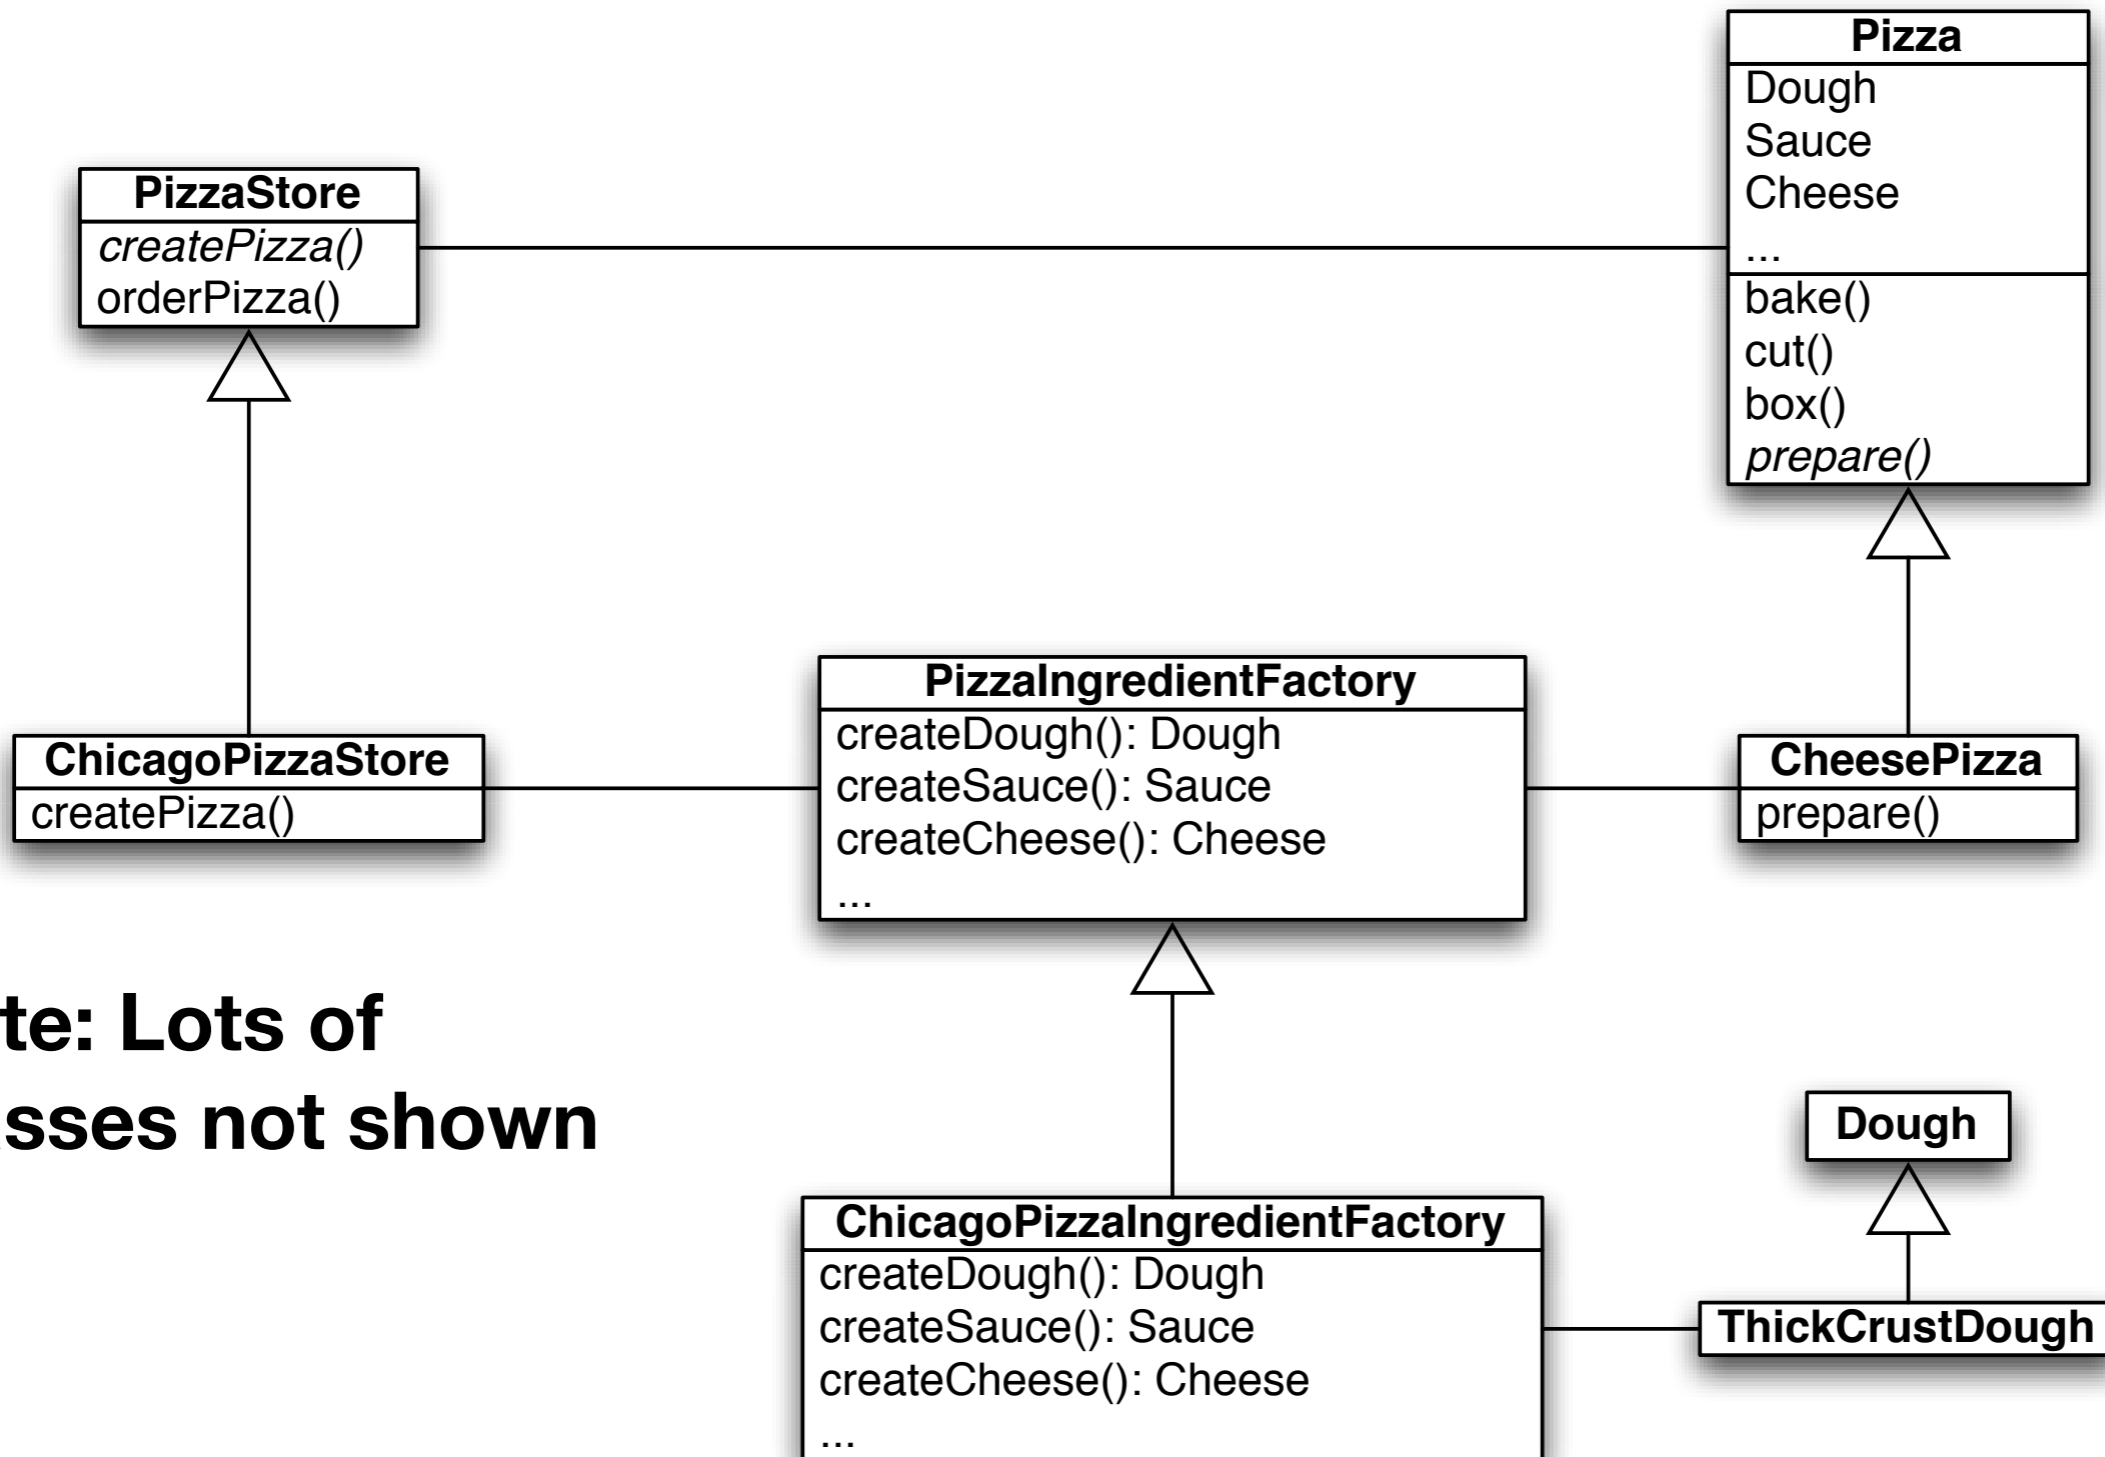 Pizza
Dough
Sauce
Cheese
...
bake()
cut()
box()
prepare()
PizzaStore
createPizza()
orderPizza()
PizzaIngredientFactory
createDough(): Dough
createSauce(): Sauce
createCheese(): Cheese
...
ChicagoPizzaStore
createPizza()
CheesePizza
prepare()
te: Lots of
sses not shown
Dough
ChicagoPizzaIngredientFactory
createDough(): Dough
createSauce(): Sauce
createCheese(): Cheese
...
ThickCrustDough